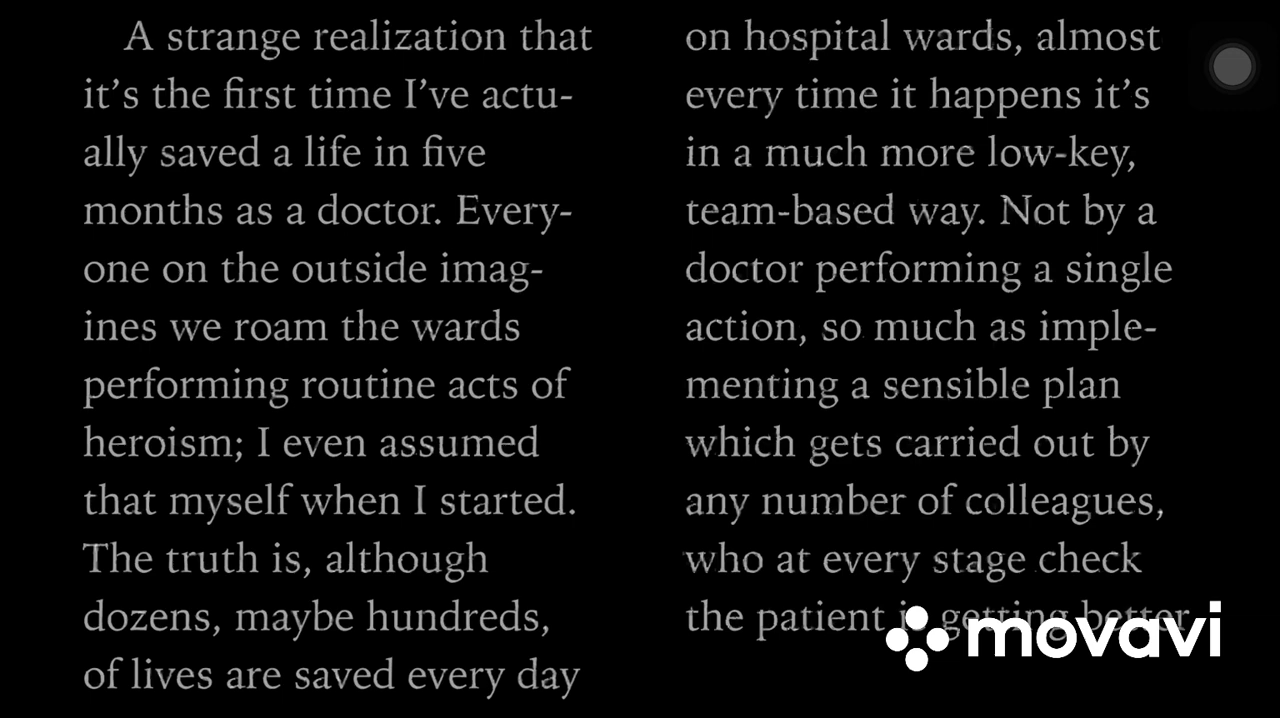 A strange realization that
it’s the first time I’ve actu-
ally saved a life in five
months as a doctor. Every-
one on the outside imag-
ines we roam the wards
performing routine acts of
heroism; I even assumed
that myself when I started.
The truth is, although
dozens, maybe hundreds,
of lives are saved every day
on hospital wards, almost
every time it happens it’s
in a much more low-key,
team-based way. Not by a
doctor performing a single
action, so much as imple-
menting a sensible plan
which gets carried out by
any number of colleagues,
who at every stage check
the patient is getting better
movavi